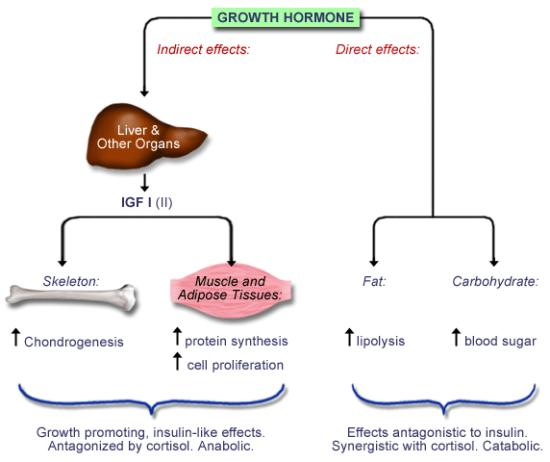 GROWTH HORMONE
Indirect effects:
Direct effects:
Liver &
Other Organs
IGF I (II)
Skeleton:
Muscle and
Adipose Tissues:
Fat:
Carbohydrate:
↑ Chondrogenesis
↑ protein synthesis
↑ cell proliferation
↑ lipolysis
↑ blood sugar
Growth promoting, insulin-like effects.
Antagonized by cortisol. Anabolic.
Effects antagonistic to insulin.
Synergistic with cortisol. Catabolic.